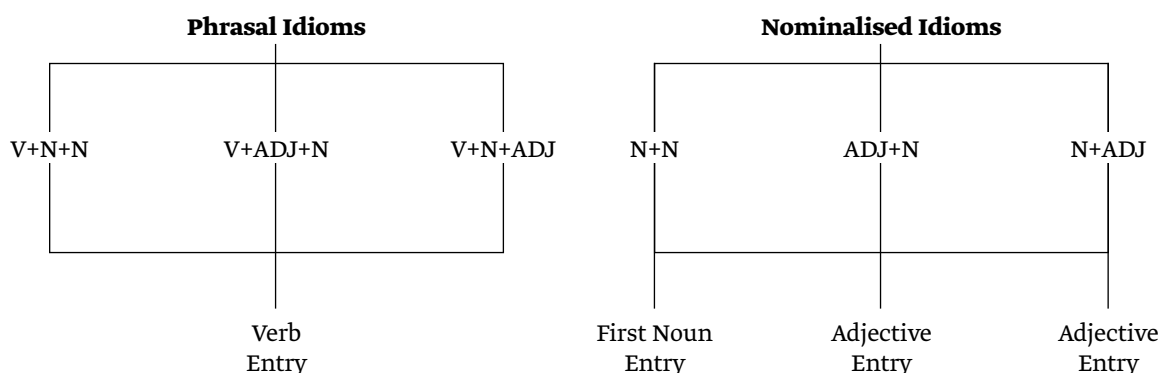 Phrasal Idioms
V+N+N V+ADJ+N V+N+ADJ
Verb
Entry
Nominalised Idioms
N+N ADJ+N N+ADJ
First Noun
Entry
Adjective
Entry
Adjective
Entry